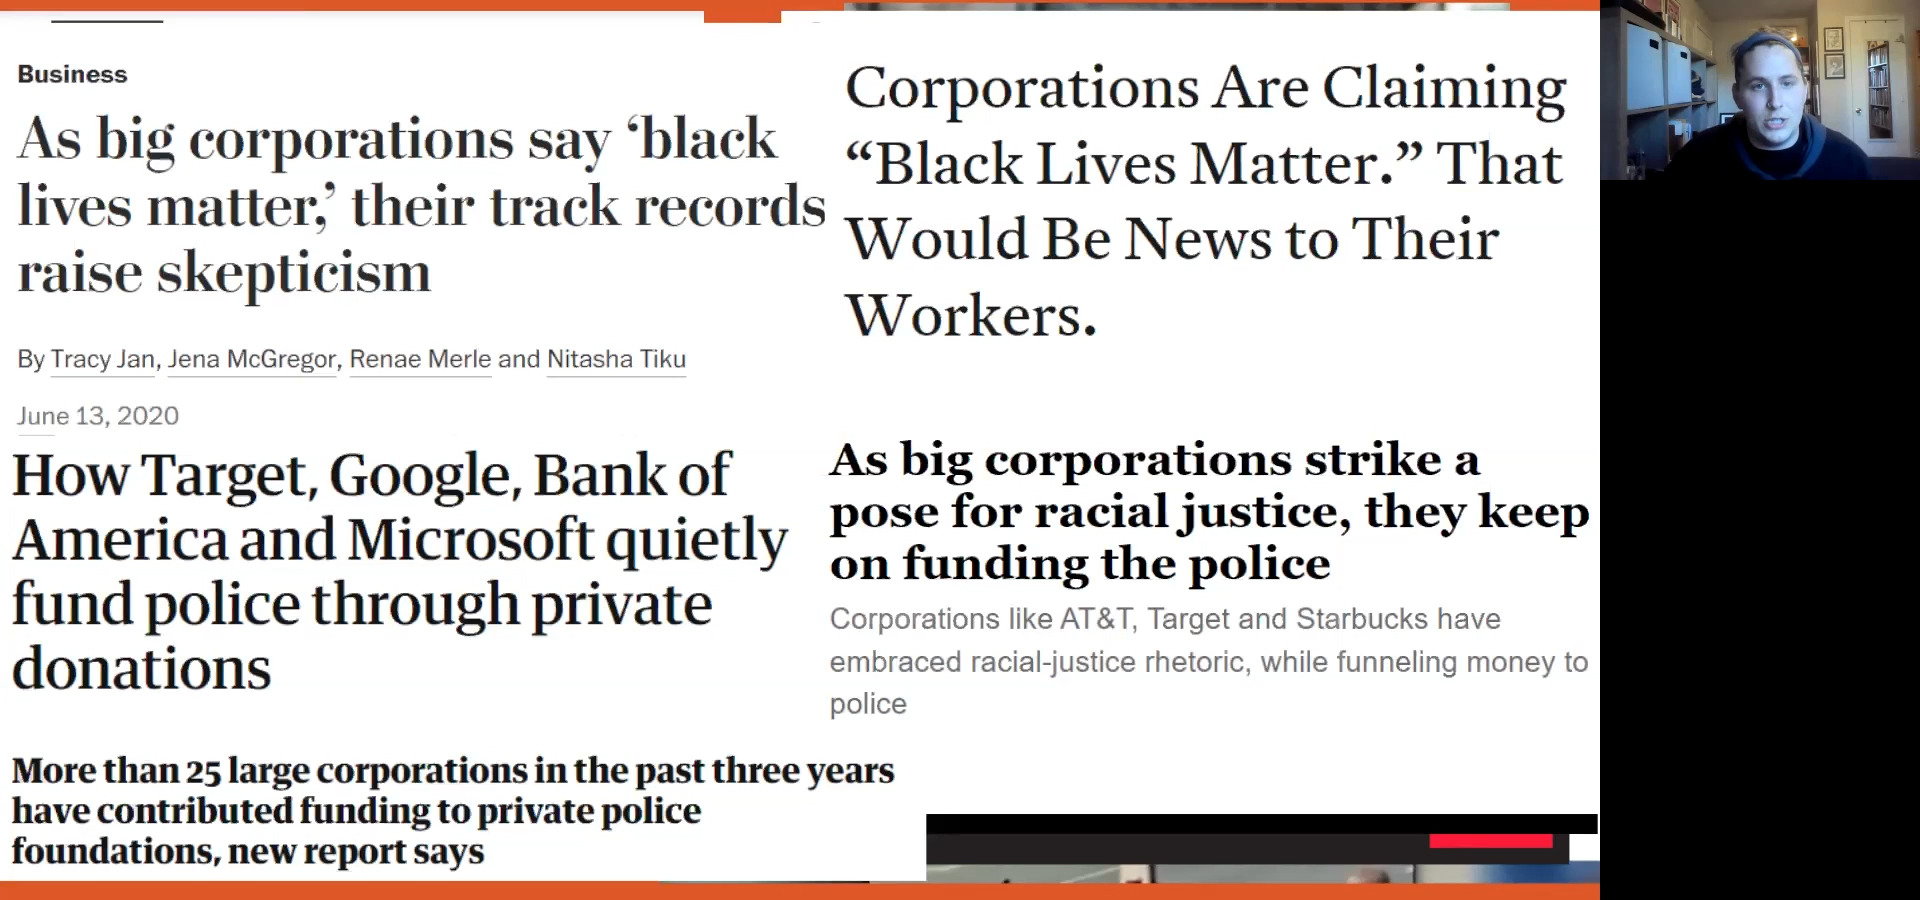 Business
As big corporations say ‘black
lives matter,’ their track records
raise skepticism
By Tracy Jan, Jena McGregor, Renae Merle and Nitasha Tiku
June 13, 2020
How Target, Google, Bank of
America and Microsoft quietly
fund police through private
donations
More than 25 large corporations in the past three years
have contributed funding to private police
foundations, new report says
Corporations Are Claiming
“Black Lives Matter.” That
Would Be News to Their
Workers.
As big corporations strike a
pose for racial justice, they keep
on funding the police
Corporations like AT&T, Target and Starbucks have
embraced racial-justice rhetoric, while funneling money to
police